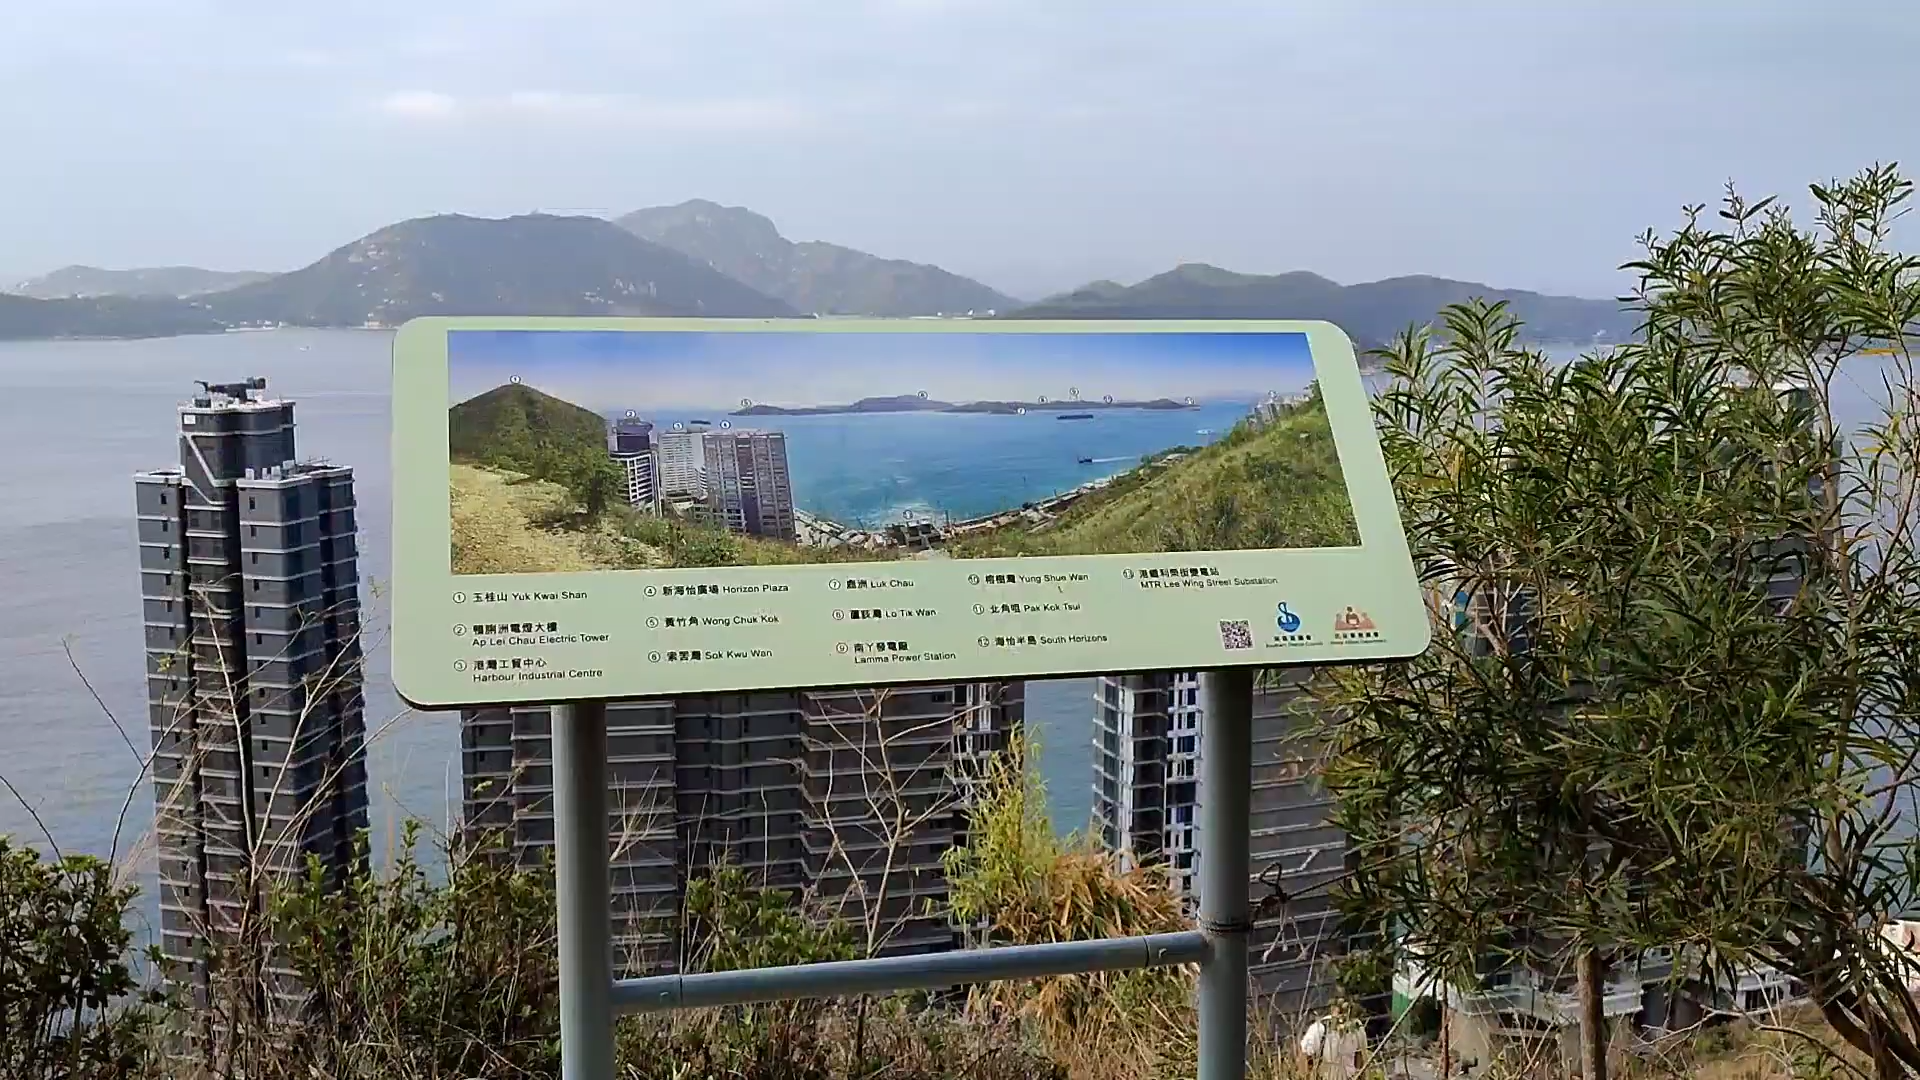 ① 玉桂山 Yuk Kwai Shan
② 鴨脷洲電燈大樓
Ap Lei Chau Electric Tower
③ 港灣工貿中心
Harbour Industrial Centre
④ 新海怡廣場 Horizon Plaza
⑤ 黃竹角 Wong Chuk Kok
⑥ 索罟灣 Sok Kwu Wan
⑦ 鹿洲 Luk Chau
⑧ 蘆荻灣 Lo Tik Wan
⑨ 南丫發電廠
Lamma Power Station
⑩ 榕樹灣 Yung Shue Wan
⑪ 北角咀 Pak Kok Tsui
⑫ 海怡半島 South Horizons
⑬ 港鐵利榮街變電站
MTR Lee Wing Street Substation